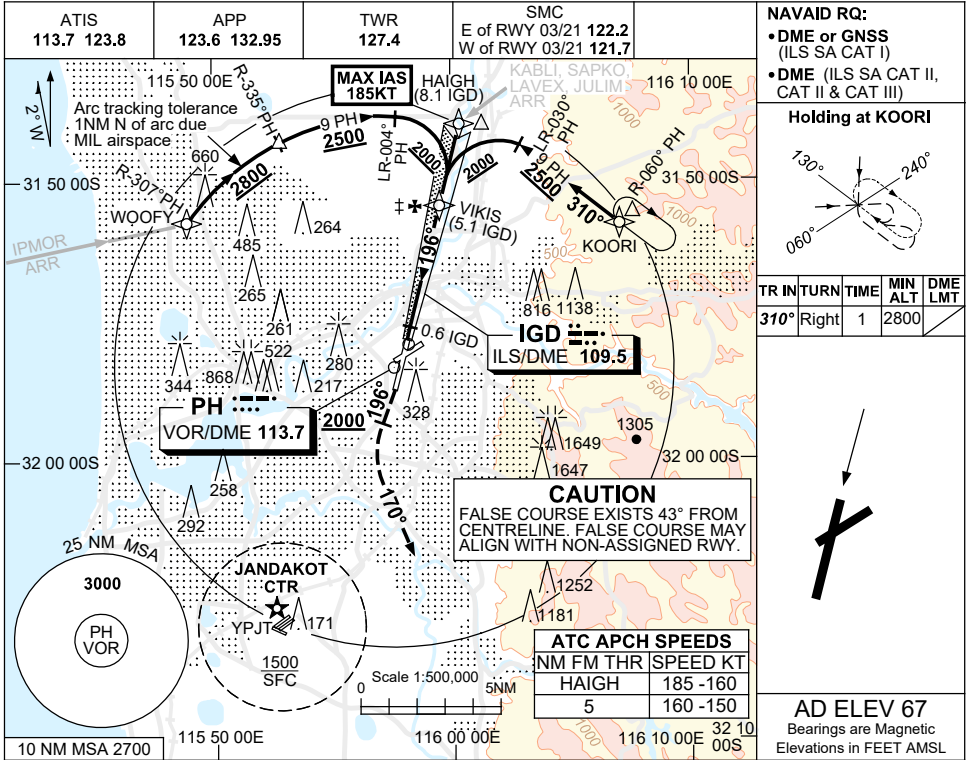 ATIS
113.7 123.8
APP
123.6 132.95
TWR
127.4
SMC
E of RWY 03/21 122.2
W of RWY 03/21 121.7
NAVAID RQ:
•DME or GNSS
(ILS SA CAT I)
•DME (ILS SA CAT II,
CAT II & CAT III)
Holding at KOORI
130°
240°
060°
TR IN TURN TIME MIN ALT DME LMT
310° Right 1 2800
AD ELEV 67
Bearings are Magnetic
Elevations in FEET AMSL
115 50 00E
116 10 00E
2° W
Arc tracking tolerance
1NM N of arc due
MIL airspace
MAX IAS
185KT
HAIGH
(8.1 IGD)
KABLI, SAPKO,
LAVEX, JULIM
ARR
1000
R-335°PH
9 PH
2500
LR-004°
PH
2000
2000
LR-030°
PH
9 PH
2500
310°
R-060° PH
31 50 00S
31 50 00S
660
2800
R-307°PH
WOOFY
IPMOR
ARR
485
264
265
261
‡
VIKIS
(5.1 IGD)
196°
KOORI
1000
500
816
1138
0.6 IGD
IGD
ILS/DME 109.5
344
868
522
217
280
328
500
PH
VOR/DME 113.7
2000
196°
170°
1305
1649
1647
32 00 00S
32 00 00S
258
292
CAUTION
FALSE COURSE EXISTS 43° FROM
CENTRELINE. FALSE COURSE MAY
ALIGN WITH NON-ASSIGNED RWY.
25 NM MSA
3000
PH
VOR
JANDAKOT
CTR
YPJT
171
1500
SFC
1252
1181
ATC APCH SPEEDS
NM FM THR SPEED KT
HAIGH 185 -160
5 160 -150
Scale 1:500,000
0
5NM
1000
10 NM MSA 2700
115 50 00E
116 00 00E
116 10 00E
32 10
00S